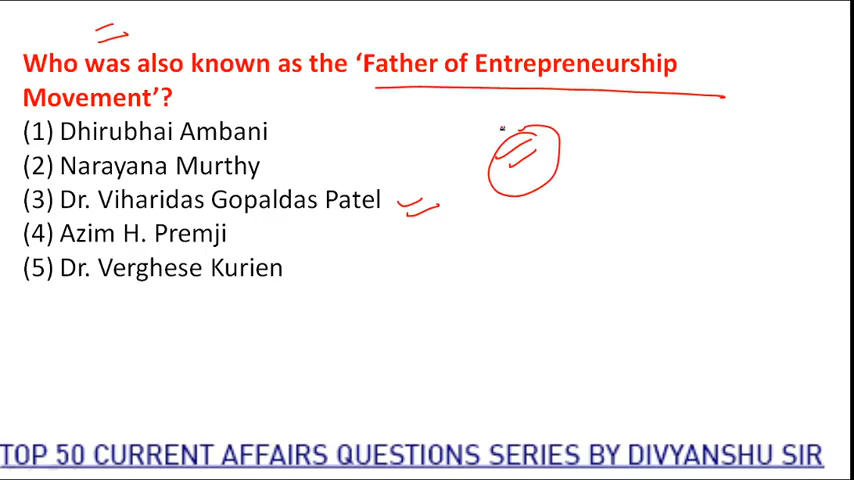 Who was also known as the ‘Father of Entrepreneurship
Movement’?
(1) Dhirubhai Ambani
(2) Narayana Murthy
(3) Dr. Viharidas Gopaldas Patel
(4) Azim H. Premji
(5) Dr. Verghese Kurien
TOP 50 CURRENT AFFAIRS QUESTIONS SERIES BY DIVYANSHU SIR